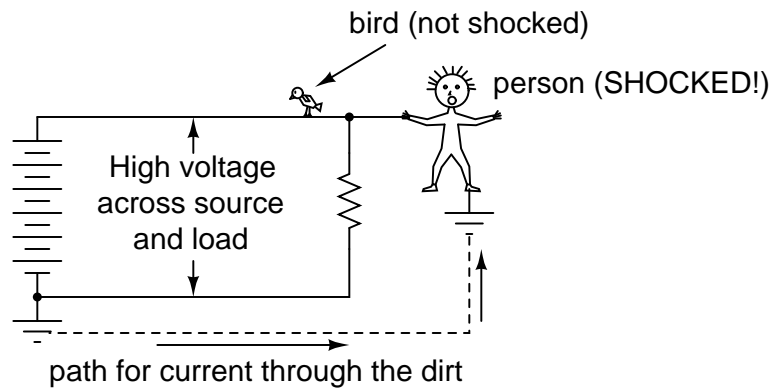 bird (not shocked)
person (SHOCKED!)
High voltage
across source
and load
path for current through the dirt